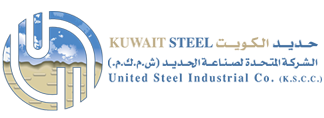 KUWAIT STEEL حديد الكويت
الشركة المتحدة لصناعة الحديد (ش.م.ك.م.)
United Steel Industrial Co. (K.S.C.C.)